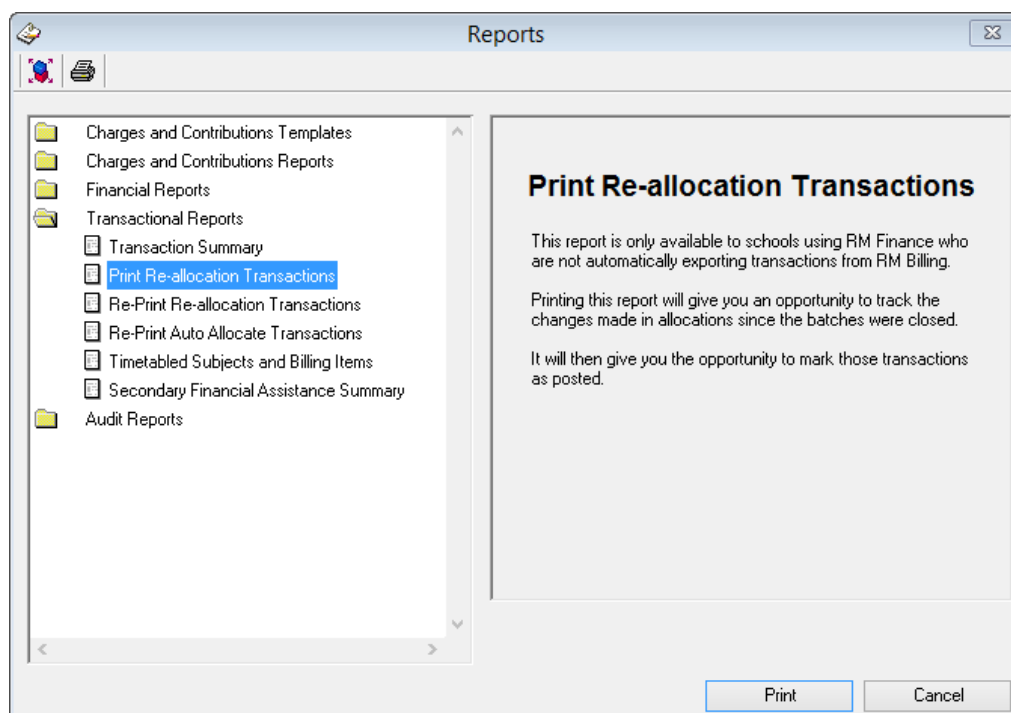 Reports
Charges and Contributions Templates
Charges and Contributions Reports
Financial Reports
Transactional Reports
Transaction Summary
Print Re-allocation Transactions
Re-Print Re-allocation Transactions
Re-Print Auto Allocate Transactions
Timetabled Subjects and Billing Items
Secondary Financial Assistance Summary
Audit Reports
Print Re-allocation Transactions
This report is only available to schools using RM Finance who
are not automatically exporting transactions from RM Billing.
Printing this report will give you an opportunity to track the
changes made in allocations since the batches were closed.
It will then give you the opportunity to mark those transactions
as posted.
Print
Cancel